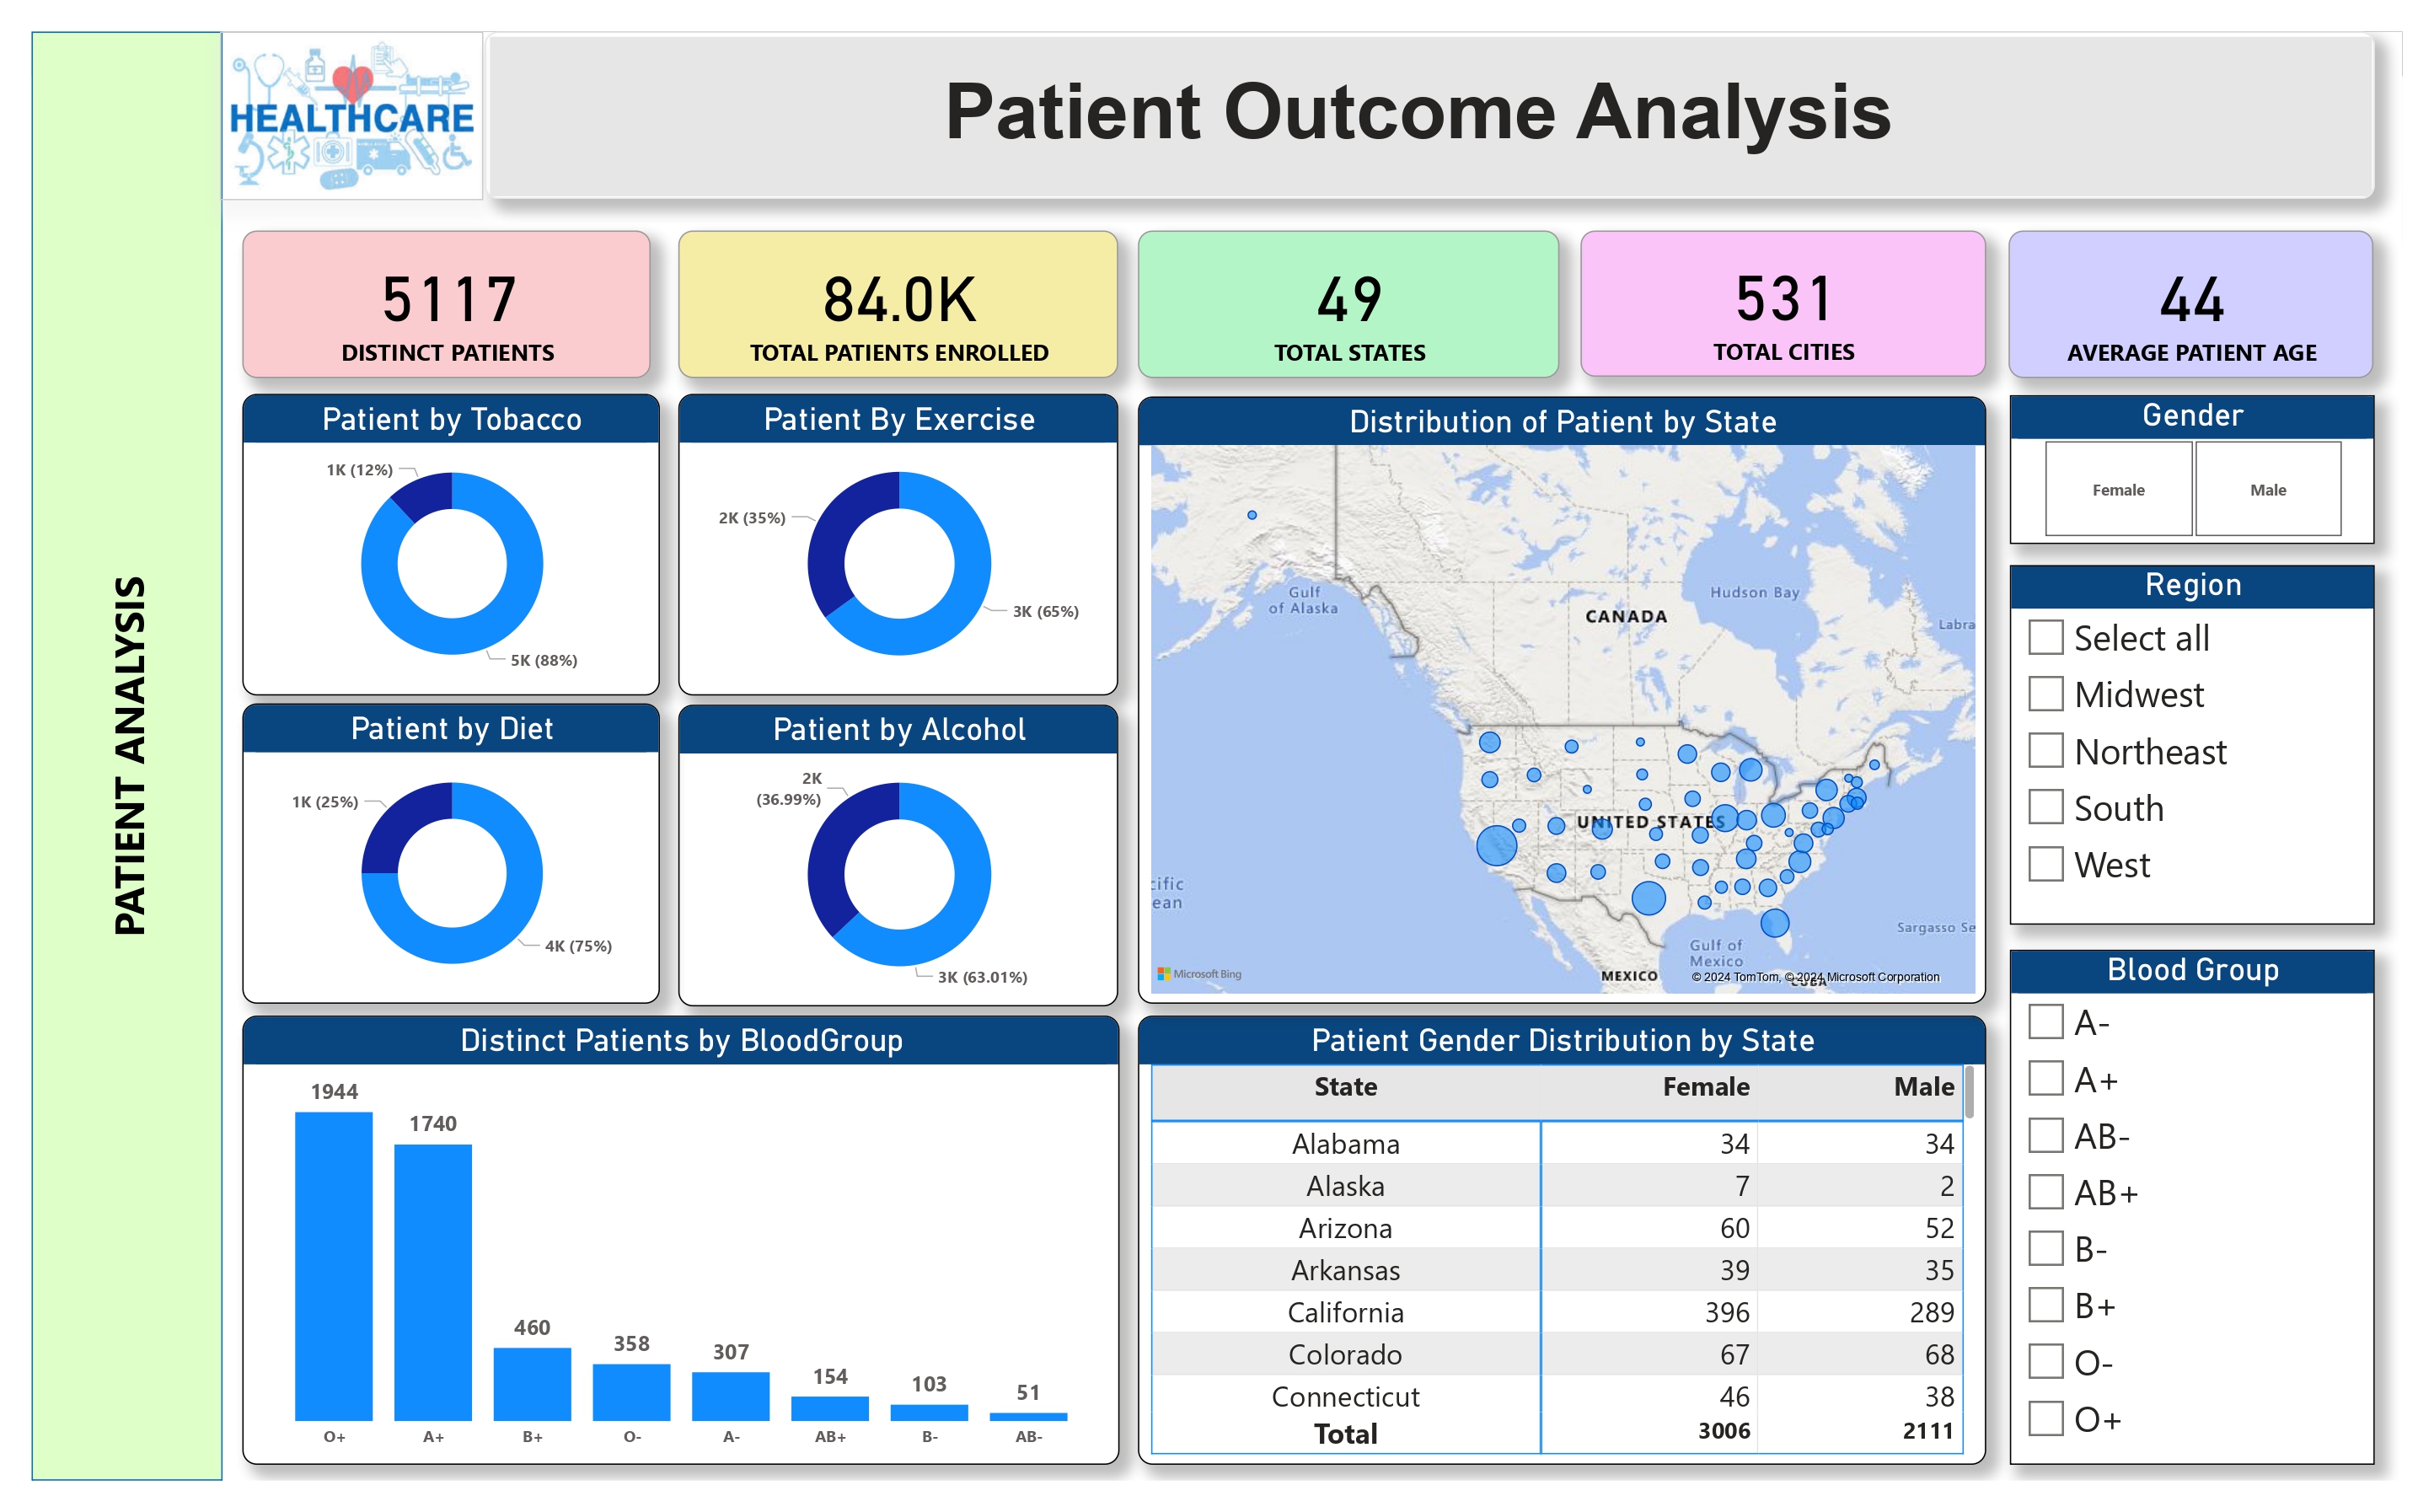 HEALTHCARE
Patient Outcome Analysis
PATIENT ANALYSIS
5117
DISTINCT PATIENTS
84.0K
TOTAL PATIENTS ENROLLED
49
TOTAL STATES
531
TOTAL CITIES
44
AVERAGE PATIENT AGE
Patient by Tobacco
1K (12%)
5K (88%)
Patient By Exercise
2K (35%)
3K (65%)
Distribution of Patient by State
Gulf
of Alaska
Hudson Bay
CANADA
Labra
UNITED STATES
cific
ean
Sargasso Se
Gulf of
Mexico
MEXICO
CUBA
Microsoft Bing
© 2024 TomTom, © 2024 Microsoft Corporation
Gender
Female Male
Region
Select all
Midwest
Northeast
South
West
Patient by Diet
1K (25%)
4K (75%)
Patient by Alcohol
2K
(36.99%)
3K (63.01%)
Blood Group
A-
A+
AB-
AB+
B-
B+
O-
O+
Distinct Patients by BloodGroup
1944
1740
460
358
307
154
103
51
O+ A+ B+ O- A- AB+ B- AB-
Patient Gender Distribution by State
State Female Male
Alabama 34 34
Alaska 7 2
Arizona 60 52
Arkansas 39 35
California 396 289
Colorado 67 68
Connecticut 46 38
Total 3006 2111